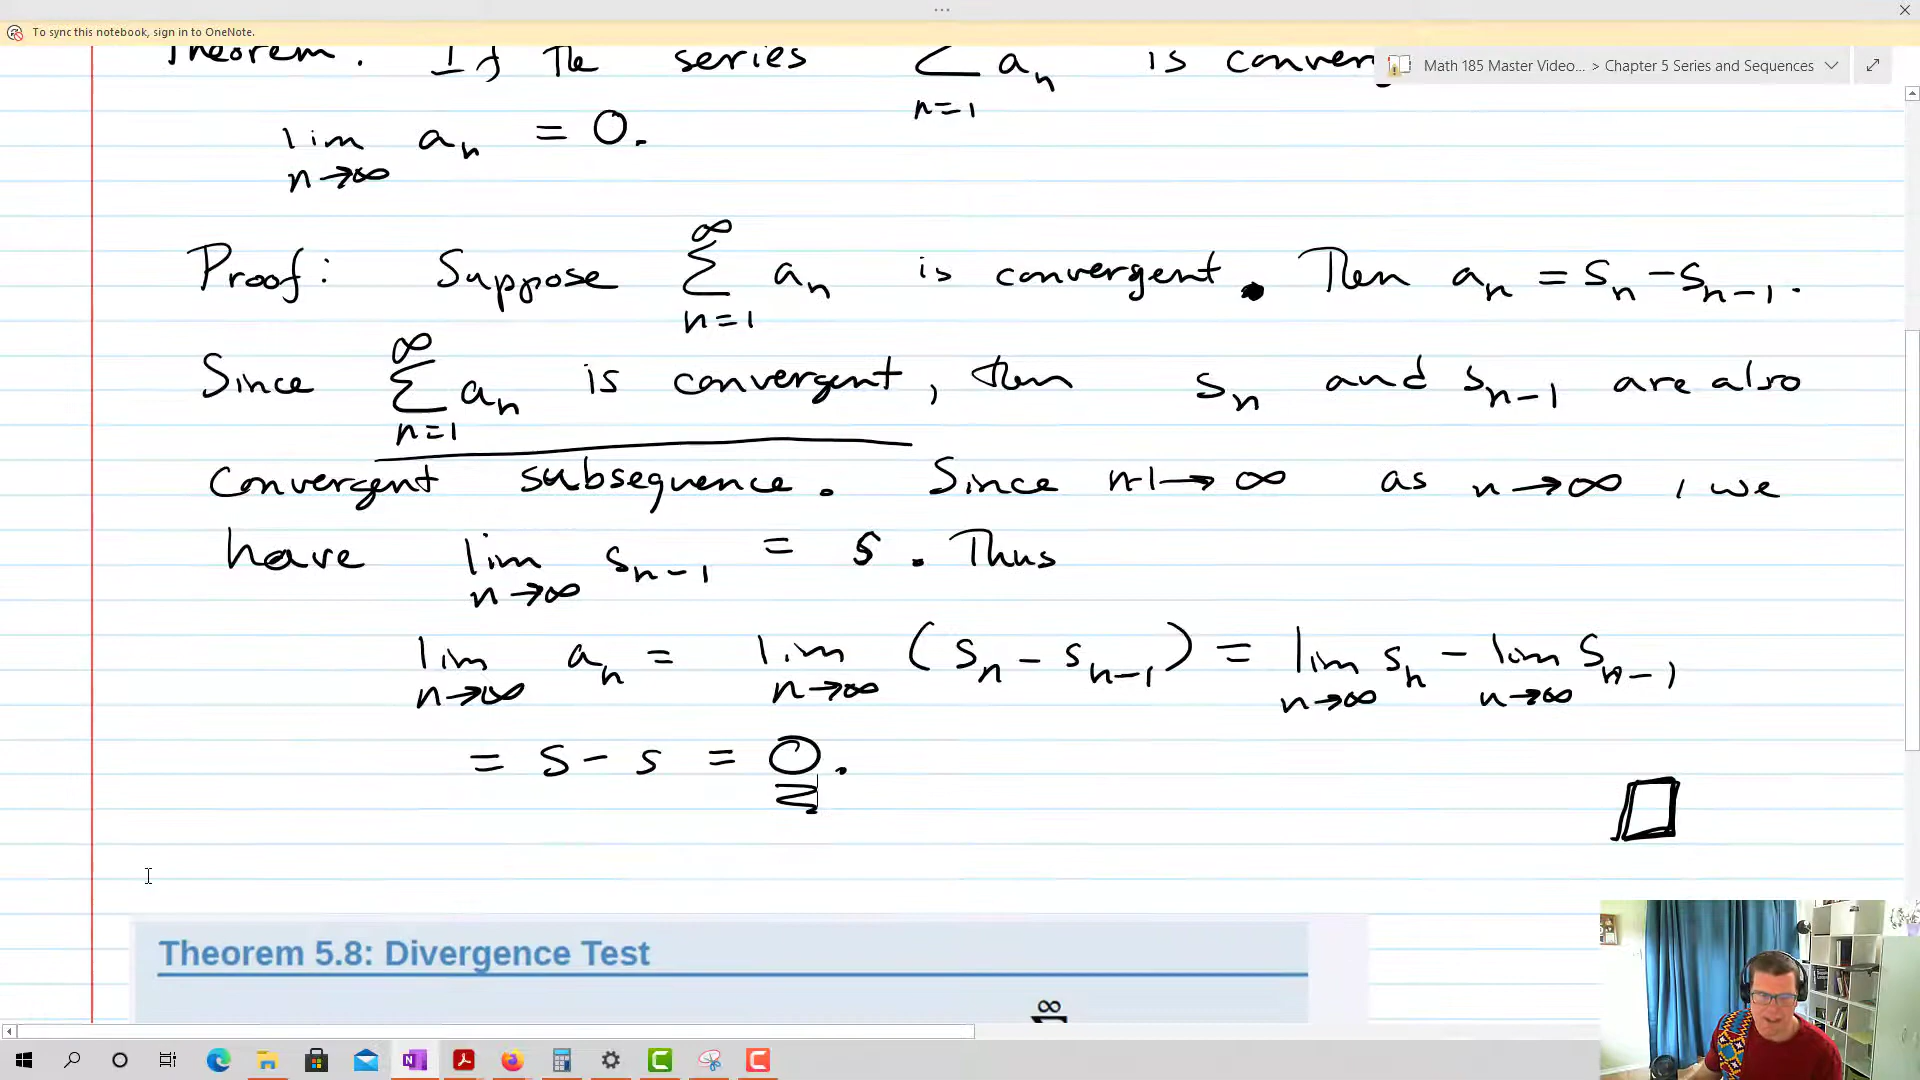 To sync this notebook, sign in to OneNote.
Math 185 Master Video... > Chapter 5 Series and Sequences
Theorem. If the series ∑ n=1 aₙ is
lim n→∞ aₙ = 0.
Proof: Suppose ∑ n=1 ∞ aₙ is convergent. Then aₙ = sₙ - sₙ₋₁.
Since ∑ n=1 ∞ aₙ is convergent, then sₙ and sₙ₋₁ are also
convergent subsequence. Since n-1→∞ as n→∞, we
have lim n→∞ sₙ₋₁ = s. Thus
lim n→∞ aₙ = lim n→∞ (sₙ - sₙ₋₁) = lim n→∞ sₙ - lim n→∞ sₙ₋₁
= s - s = 0.
Theorem 5.8: Divergence Test
∞